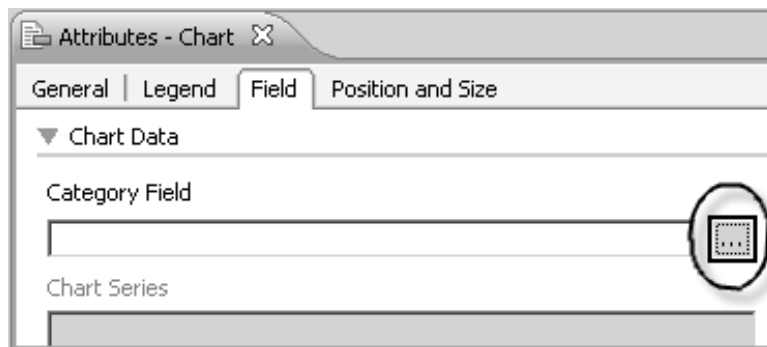 Attributes - Chart
General | Legend Field Position and Size
Chart Data
Category Field
...
Chart Series